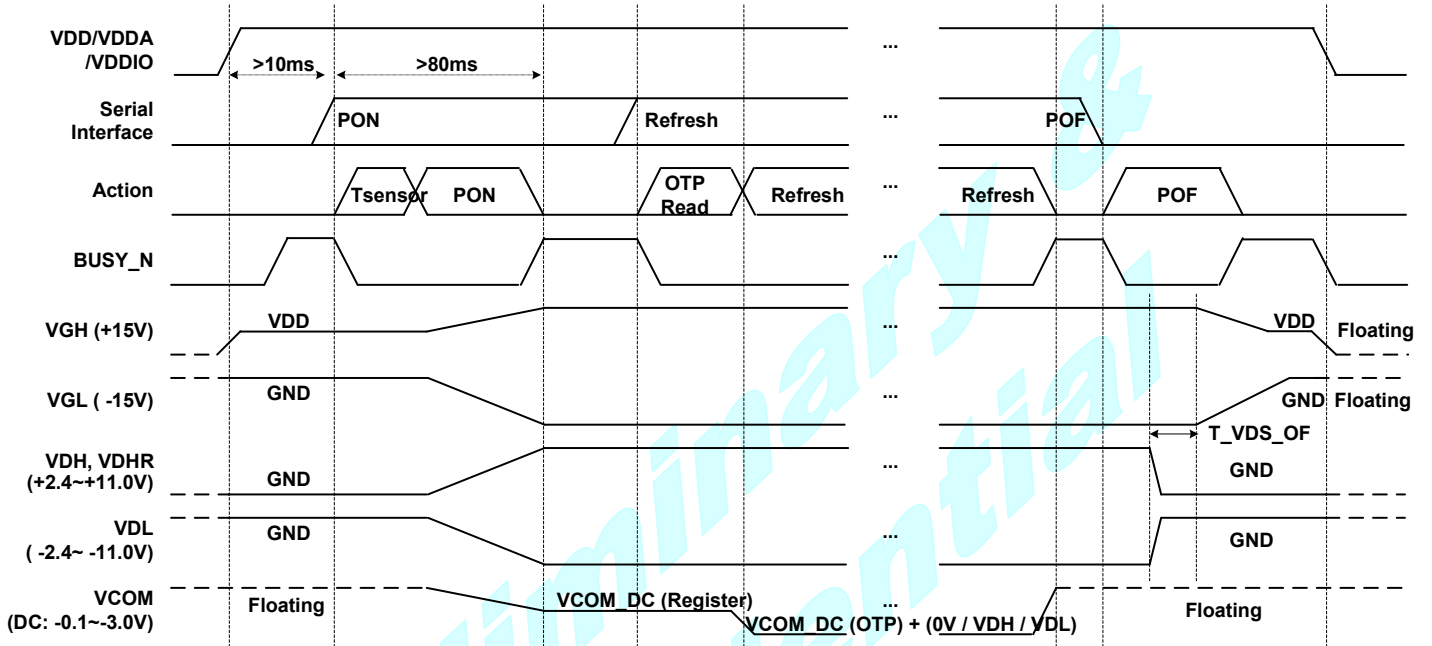 VDD/VDDA
/VDDIO
>10ms
>80ms
...
Serial
Interface
PON
Refresh
...
POF
Action
Tsensor
PON
OTP
Read
Refresh
...
Refresh
POF
BUSY_N
...
VGH (+15V)
VDD
...
VDD
Floating
VGL ( -15V)
GND
...
GND
Floating
T_VDS_OF
VDH, VDHR
(+2.4~+11.0V)
GND
...
GND
VDL
( -2.4~ -11.0V)
GND
...
GND
VCOM
(DC: -0.1~-3.0V)
Floating
VCOM_DC (Register)
...
VCOM_DC (OTP) + (0V / VDH / VDL)
Floating